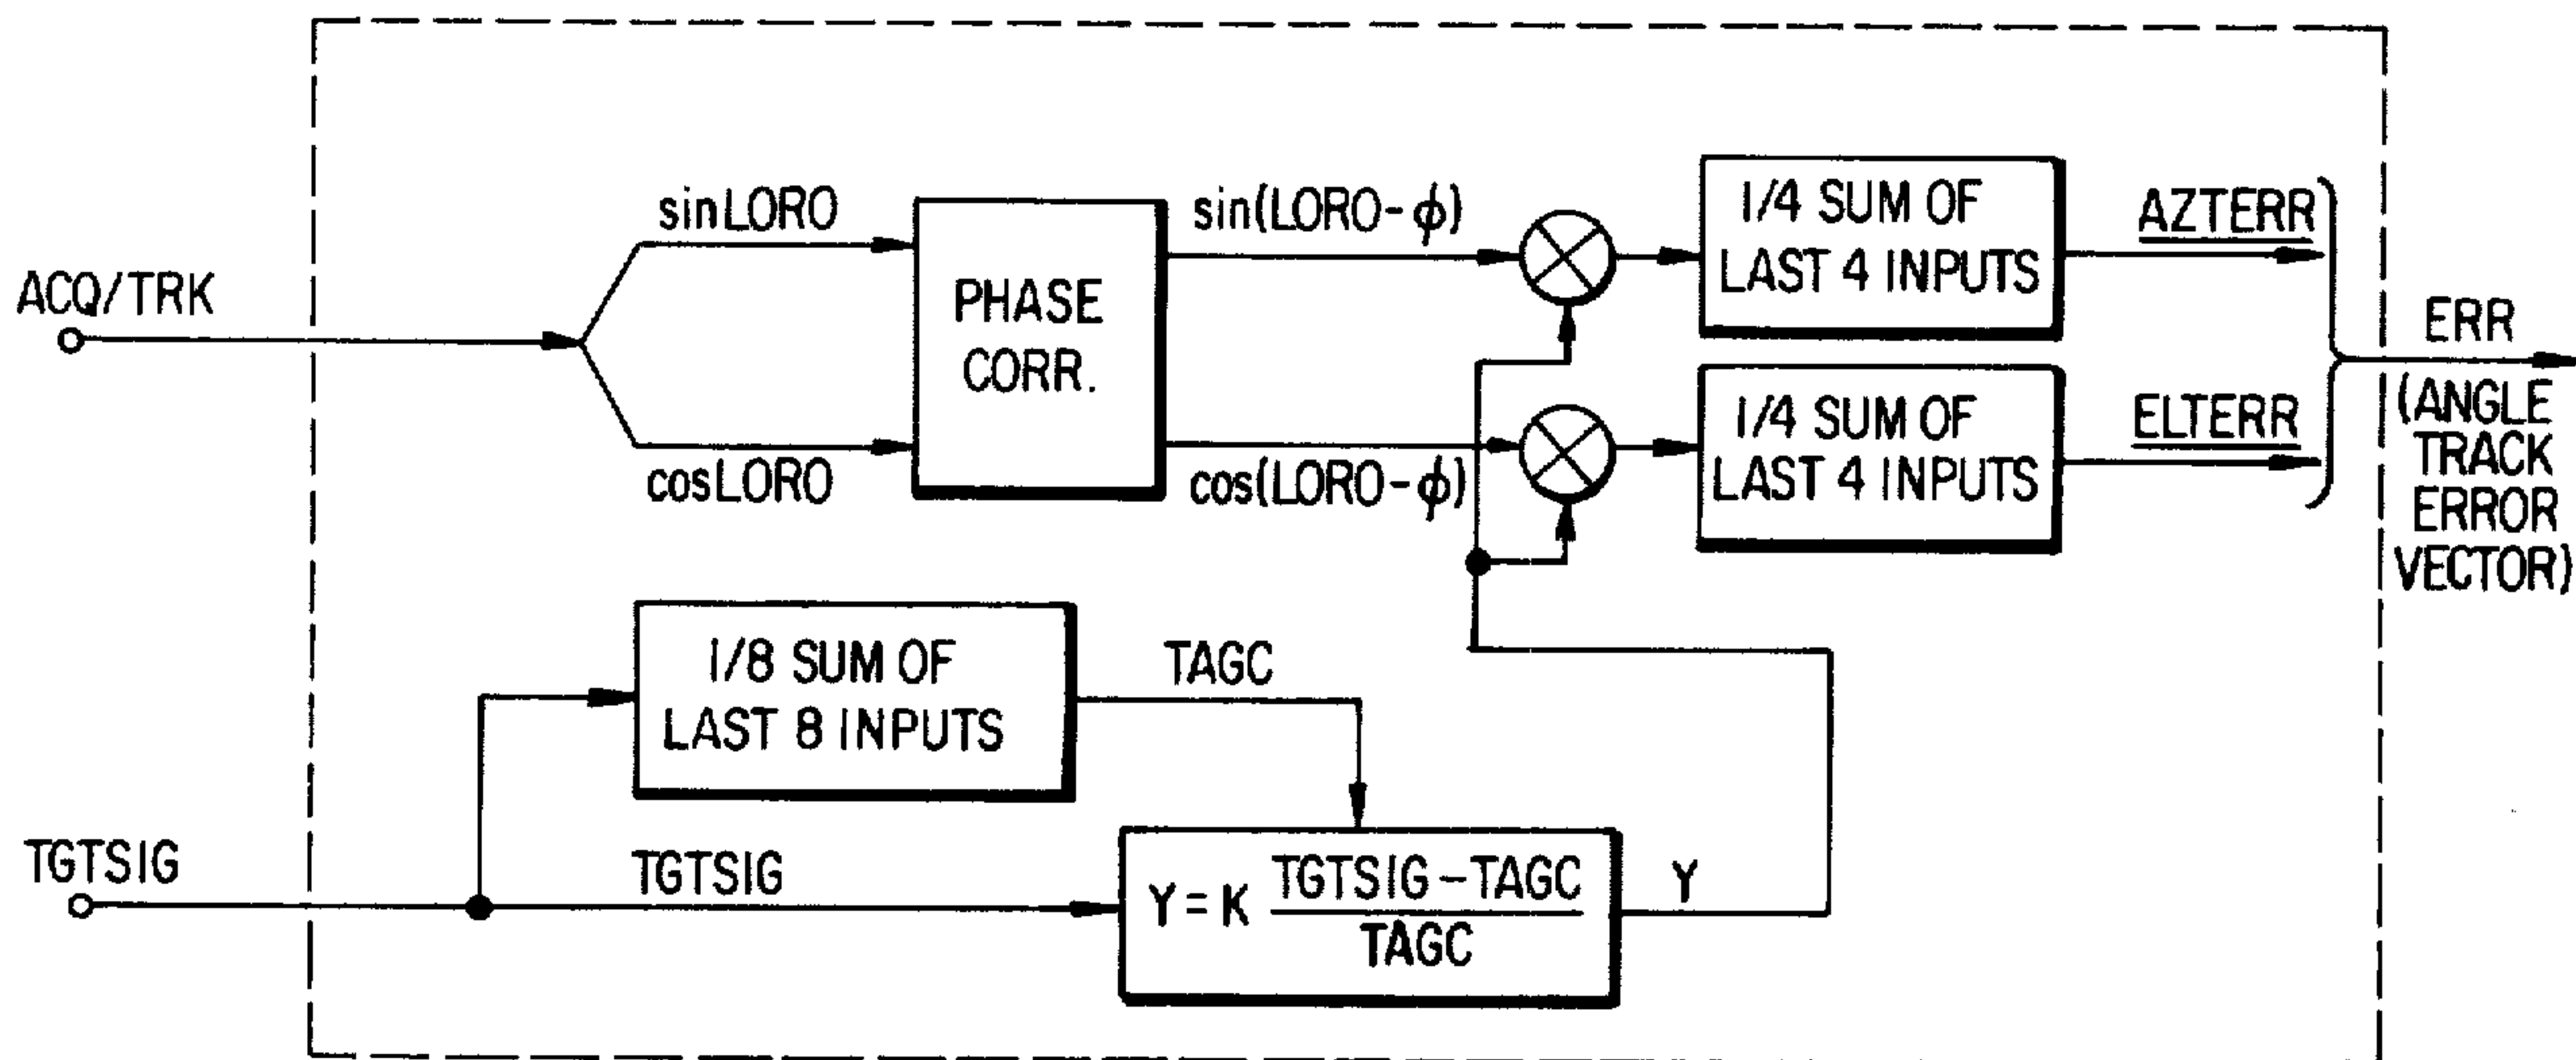 ACQ/TRK
sinLORO
cosLORO
PHASE
CORR.
sin(LORO-ϕ)
cos(LORO-ϕ)
1/4 SUM OF
LAST 4 INPUTS
1/4 SUM OF
LAST 4 INPUTS
AZTERR
ELTERR
ERR
(ANGLE
TRACK
ERROR
VECTOR)
1/8 SUM OF
LAST 8 INPUTS
TAGC
TGTSIG
TGTSIG
Y = K TGTSIG – TAGC
TAGC
Y